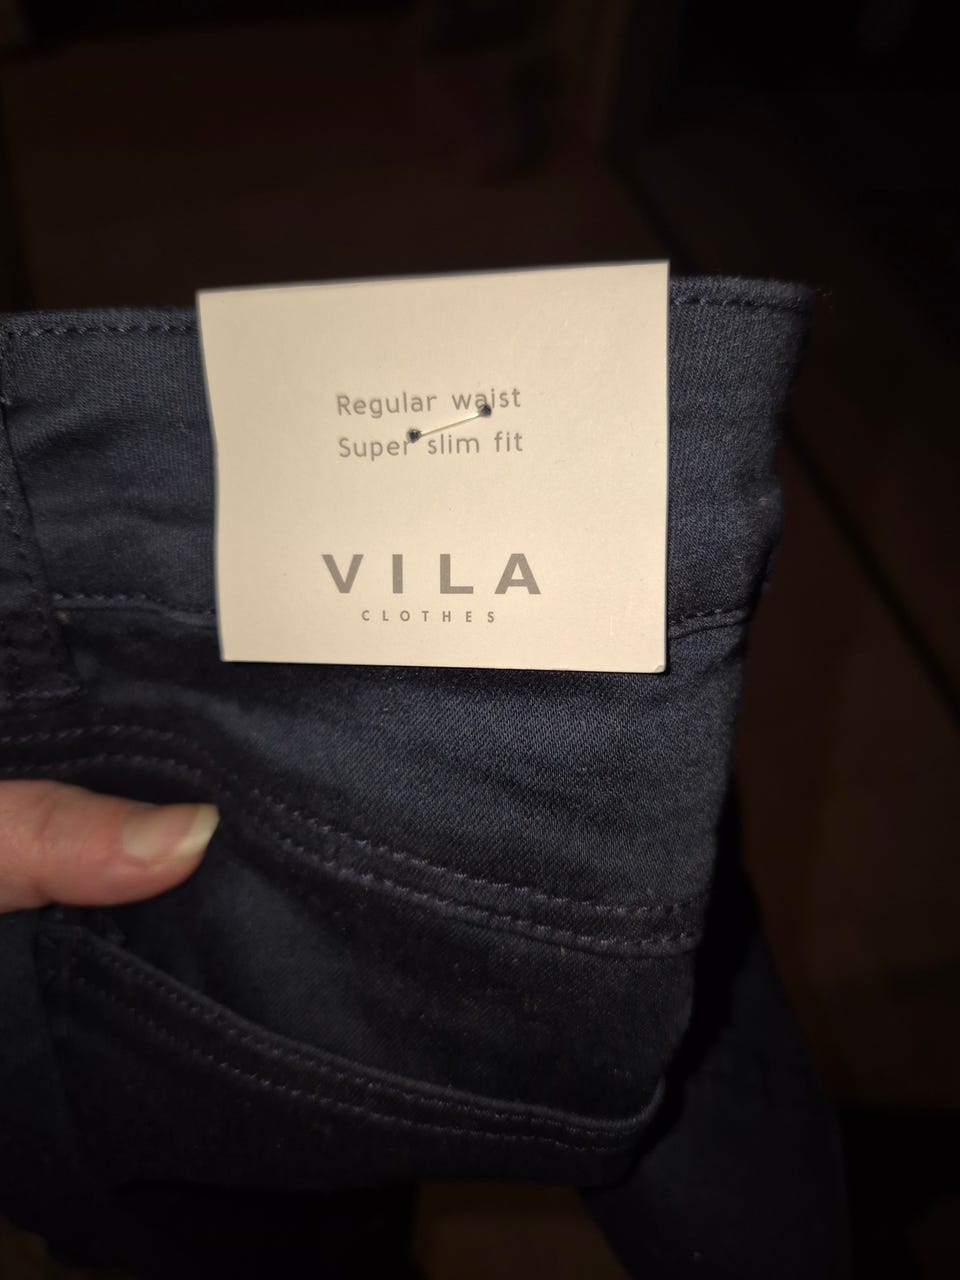 Regular waist
Super slim fit
VILA
CLOTHES